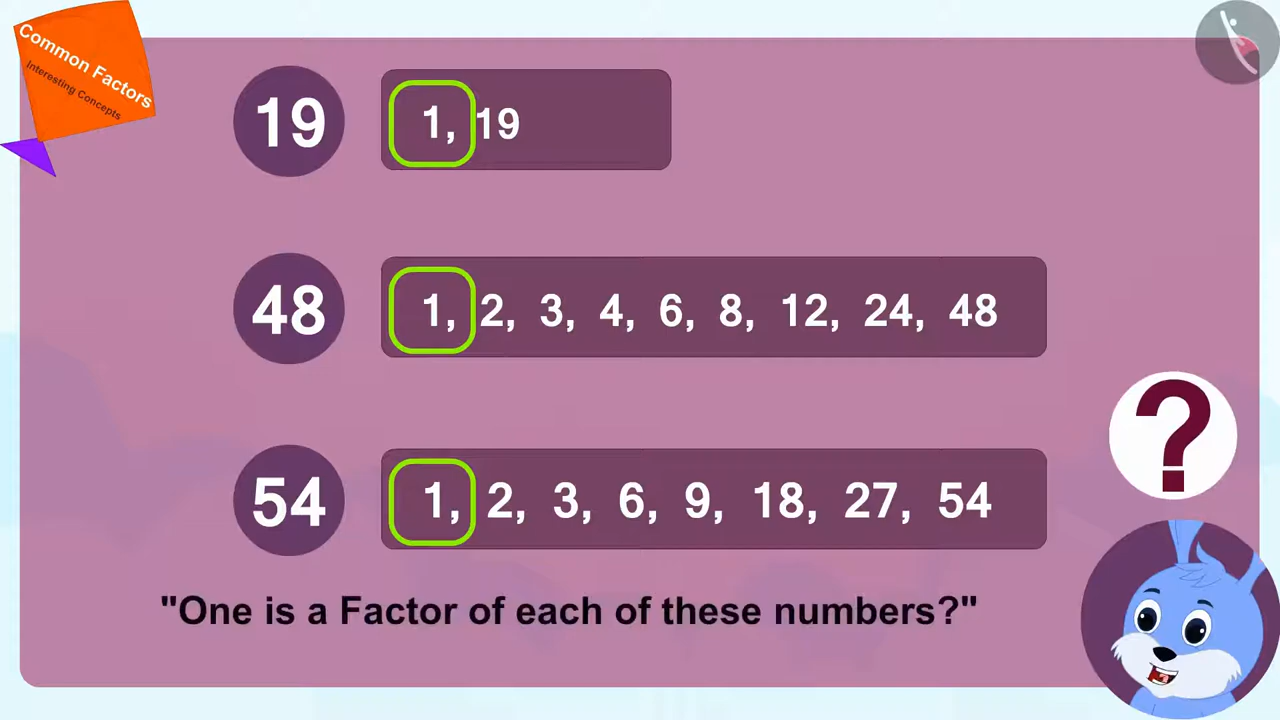 Common Factors
Interesting Concepts
19
1, 19
48
1, 2, 3, 4, 6, 8, 12, 24, 48
54
1, 2, 3, 6, 9, 18, 27, 54
?
"One is a Factor of each of these numbers?"